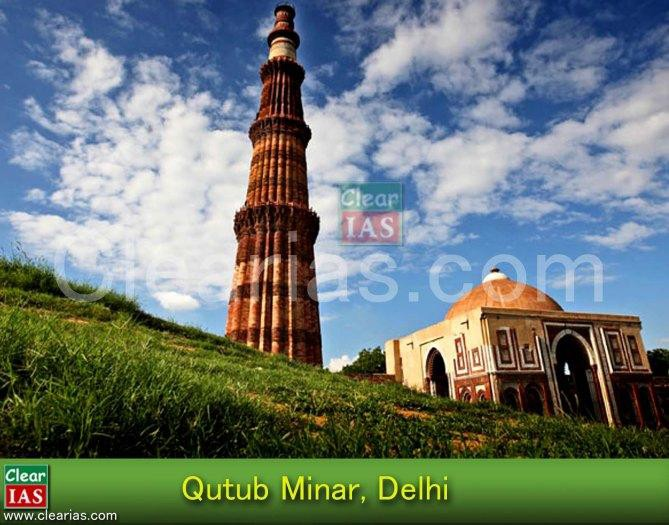 Clear
IAS
Clearias.com
Clear
IAS
www.clearias.com
Qutub Minar, Delhi